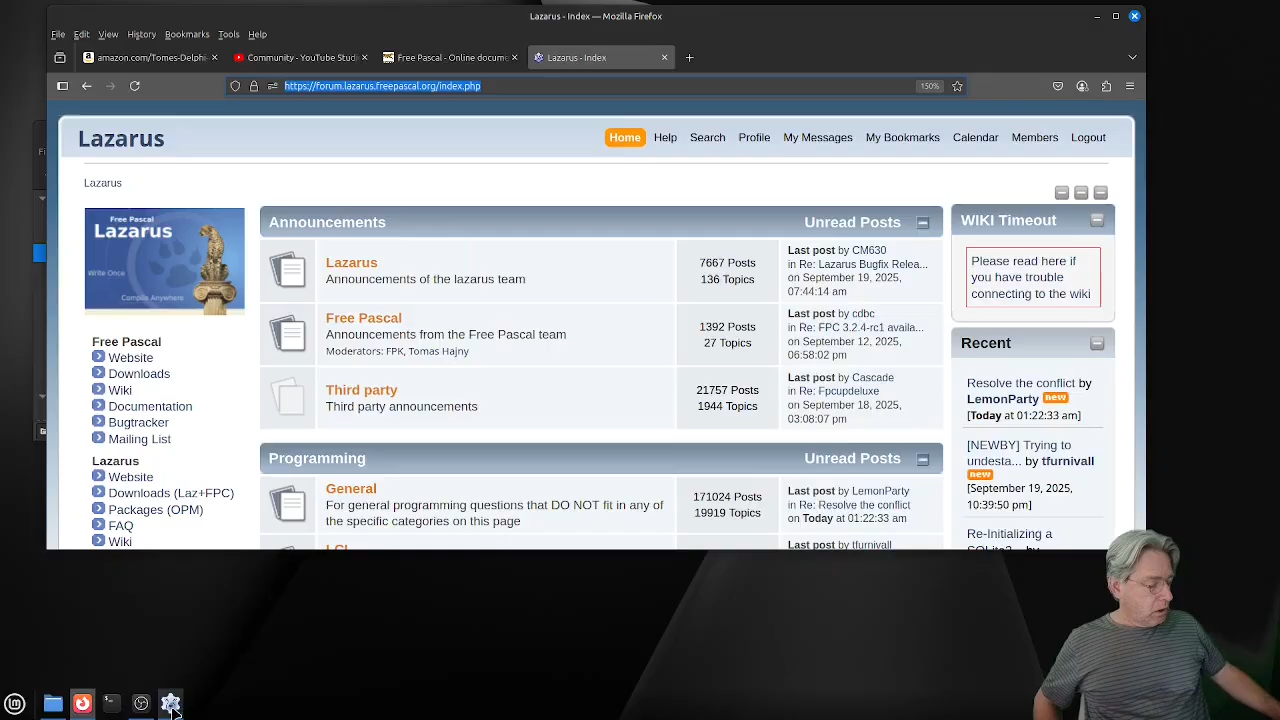 Lazarus - Index — Mozilla Firefox
File Edit View History Bookmarks Tools Help
amazon.com/Tomes-Delphi-
Community - YouTube Studi
Free Pascal - Online docume
Lazarus - Index
https://forum.lazarus.freepascal.org/index.php
150%
Lazarus
Home Help Search Profile My Messages My Bookmarks Calendar Members Logout
Lazarus
Free Pascal
Lazarus
Write Once
Compile Anywhere
Free Pascal
Website
Downloads
Wiki
Documentation
Bugtracker
Mailing List
Lazarus
Website
Downloads (Laz+FPC)
Packages (OPM)
FAQ
Wiki
Announcements Unread Posts
Lazarus
Announcements of the lazarus team
7667 Posts
136 Topics
Last post by CM630
in Re: Lazarus Bugfix Relea...
on September 19, 2025,
07:44:14 am
Free Pascal
Announcements from the Free Pascal team
Moderators: FPK, Tomas Hajny
1392 Posts
27 Topics
Last post by cdbc
in Re: FPC 3.2.4-rc1 availa...
on September 12, 2025,
06:58:02 pm
Third party
Third party announcements
21757 Posts
1944 Topics
Last post by Cascade
in Re: Fpcupdeluxe
on September 18, 2025,
03:08:07 pm
Programming Unread Posts
General
For general programming questions that DO NOT fit in any of
the specific categories on this page
171024 Posts
19919 Topics
Last post by LemonParty
in Re: Resolve the conflict
on Today at 01:22:33 am
LCL
Last post by tfurnivall
WIKI Timeout
Please read here if
you have trouble
connecting to the wiki
Recent
Resolve the conflict by
LemonParty new
[Today at 01:22:33 am]
[NEWBY] Trying to
undesta... by tfurnivall
new
[September 19, 2025,
10:39:50 pm]
Re-Initializing a